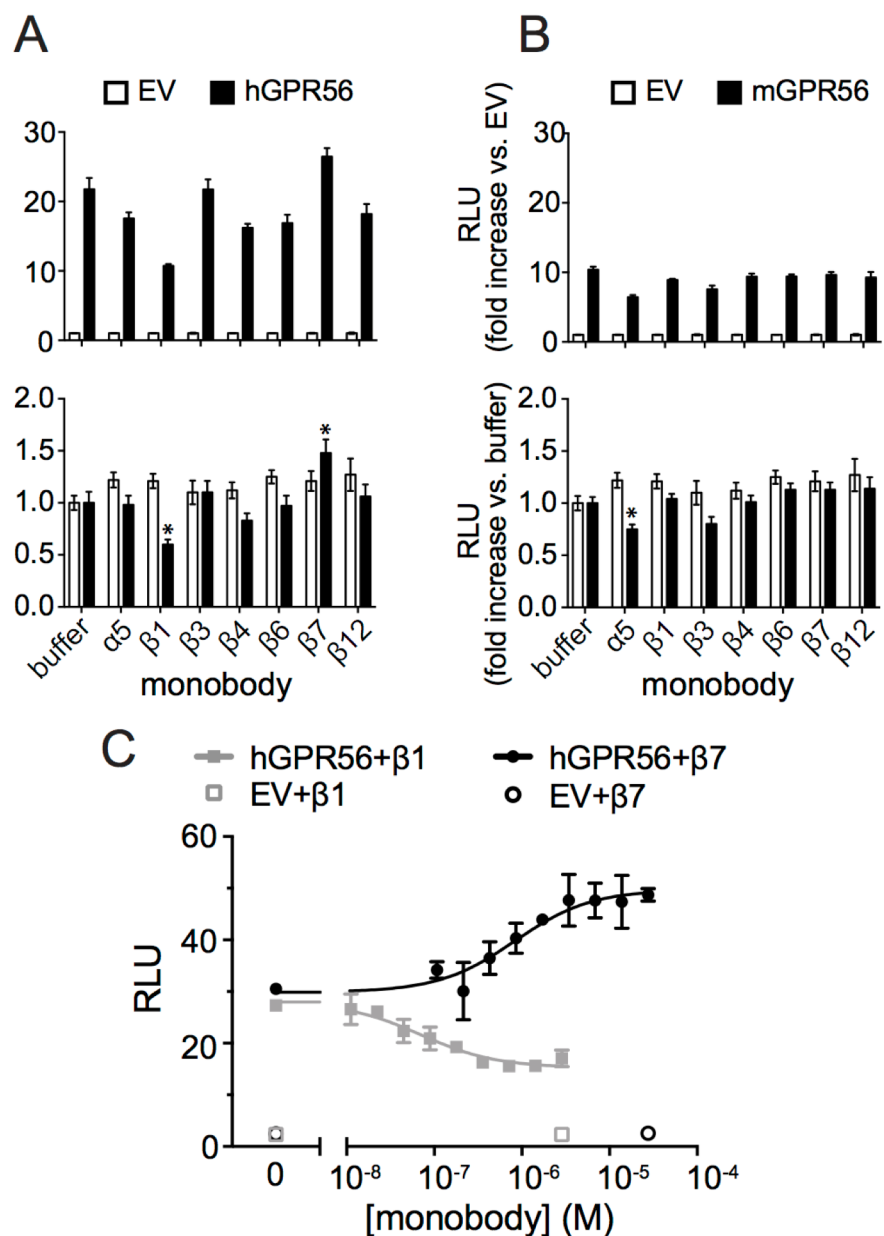 A
B
EV hGPR56
EV mGPR56
30
20
10
0
RLU
(fold increase vs. EV)
30
20
10
0
2.0
1.5
1.0
0.5
0.0
*
*
RLU
(fold increase vs. buffer)
2.0
1.5
1.0
0.5
0.0
*
buffer α5 β1 β3 β4 β6 β7 β12
monobody
buffer α5 β1 β3 β4 β6 β7 β12
monobody
C
hGPR56+β1 hGPR56+β7
EV+β1 EV+β7
RLU
60
40
20
0
0 10⁻⁸ 10⁻⁷ 10⁻⁶ 10⁻⁵ 10⁻⁴
[monobody] (M)